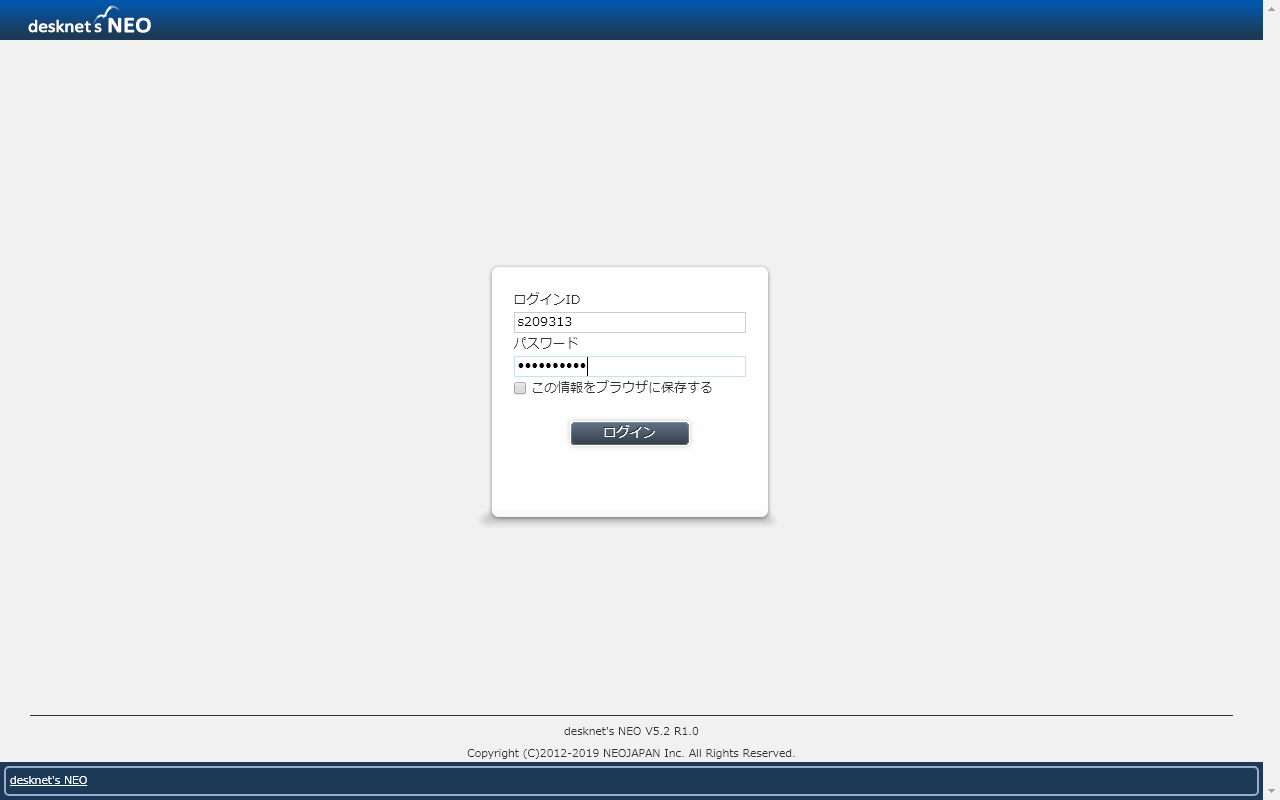 desknet's NEO
ログインID
s209313
パスワード
••••••••••
この情報をブラウザに保存する
ログイン
desknet's NEO V5.2 R1.0
Copyright (C)2012-2019 NEOJAPAN Inc. All Rights Reserved.
desknet's NEO